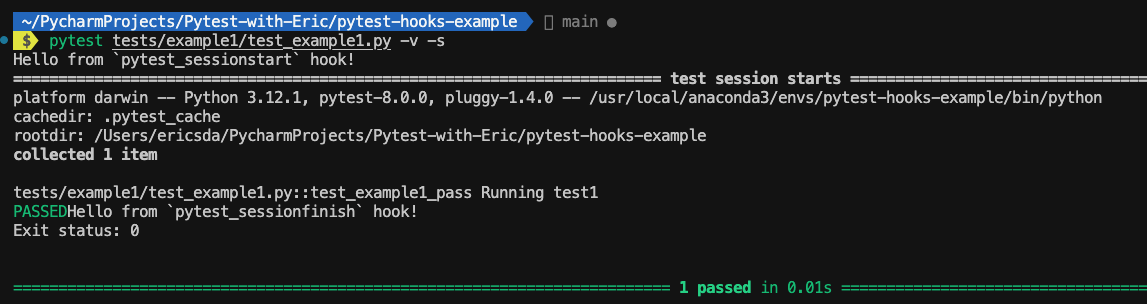 ~/PycharmProjects/Pytest-with-Eric/pytest-hooks-example main ●
$ pytest tests/example1/test_example1.py -v -s
Hello from `pytest_sessionstart` hook!
======================================================================= test session starts =================================
platform darwin -- Python 3.12.1, pytest-8.0.0, pluggy-1.4.0 -- /usr/local/anaconda3/envs/pytest-hooks-example/bin/python
cachedir: .pytest_cache
rootdir: /Users/ericsda/PycharmProjects/Pytest-with-Eric/pytest-hooks-example
collected 1 item
tests/example1/test_example1.py::test_example1_pass Running test1
PASSEDHello from `pytest_sessionfinish` hook!
Exit status: 0
======================================================================== 1 passed in 0.01s ==================================